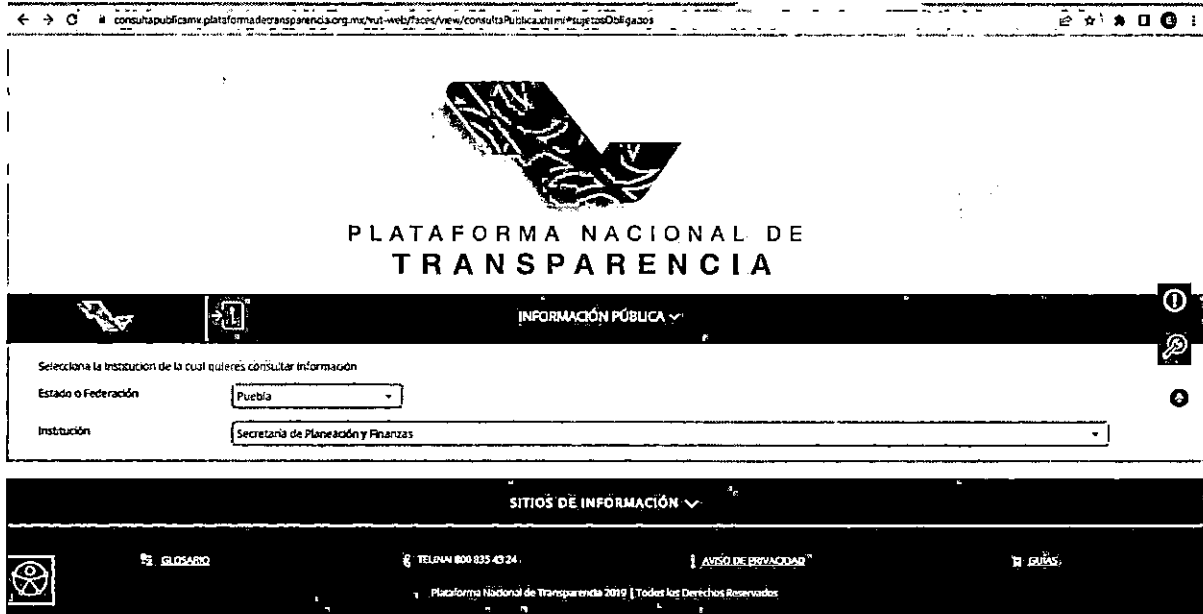 consultapublicamx.plataformadetransparencia.org.mx/vut-web/faces/view/consultaPublica.xhtml#sujetosObligados
PLATAFORMA NACIONAL DE
TRANSPARENCIA
INFORMACIÓN PÚBLICA
Selecciona la Institución de la cual quieres consultar información
Estado o Federación
Puebla
Institución
Secretaría de Planeación y Finanzas
SITIOS DE INFORMACIÓN
GLOSARIO
TELINAI 800 835 43 24
AVISO DE PRIVACIDAD
GUÍAS
Plataforma Nacional de Transparencia 2019 | Todos los Derechos Reservados